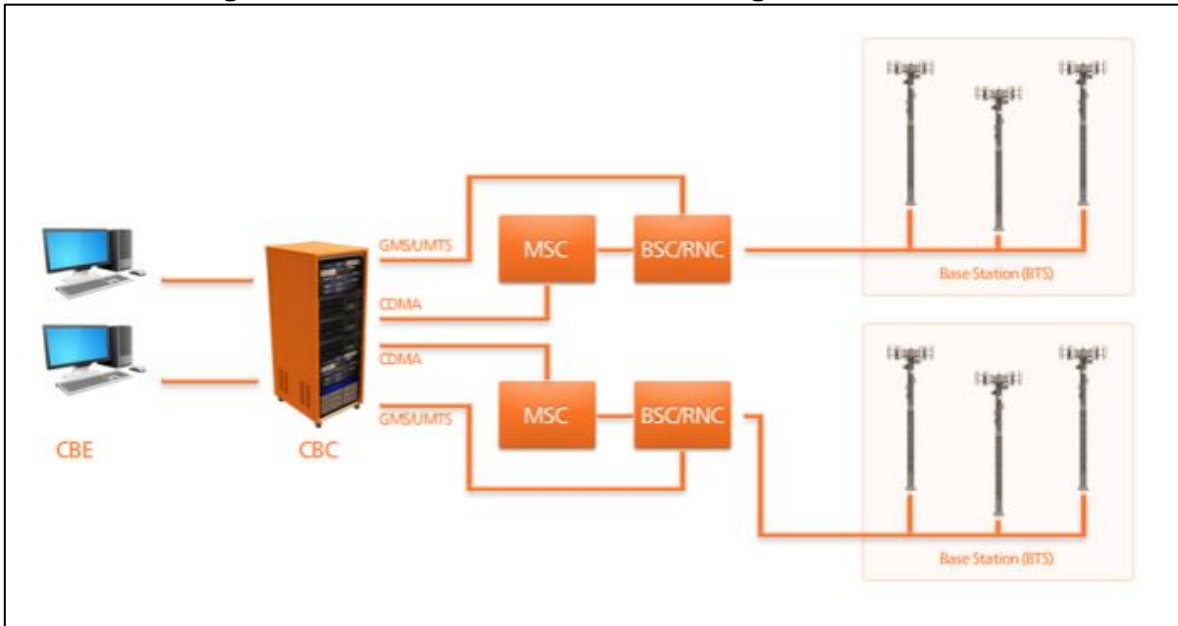 GMS/UMTS
MSC
BSC/RNC
Base Station (BTS)
CDMA
CDMA
MSC
BSC/RNC
GMS/UMTS
CBE
CBC
Base Station (BTS)